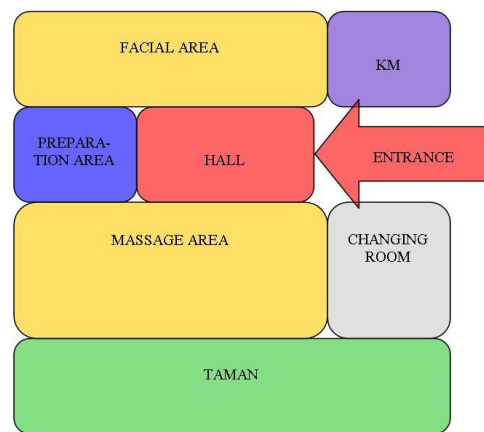 FACIAL AREA
KM
PREPARA-
TION AREA
HALL
ENTRANCE
MASSAGE AREA
CHANGING
ROOM
TAMAN